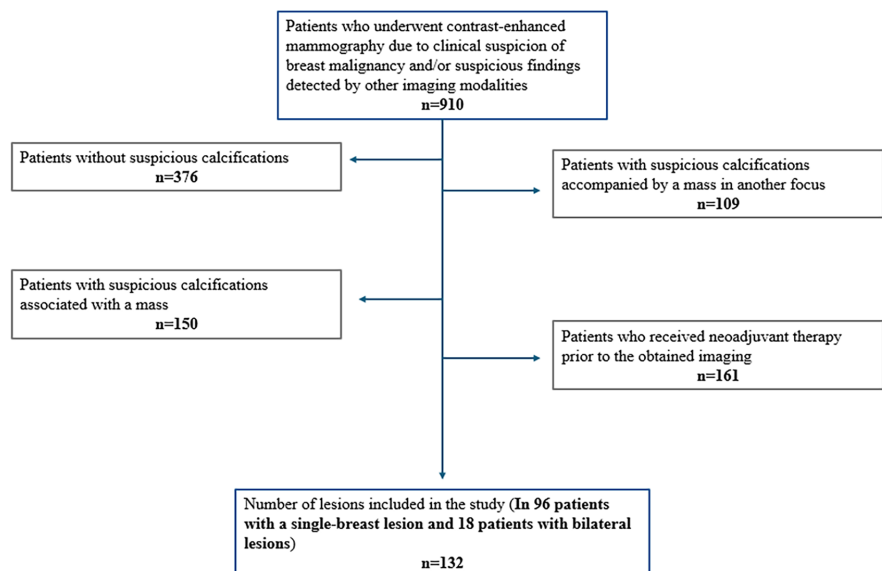 Patients who underwent contrast-enhanced
mammography due to clinical suspicion of
breast malignancy and/or suspicious findings
detected by other imaging modalities
n=910
Patients without suspicious calcifications
n=376
Patients with suspicious calcifications
accompanied by a mass in another focus
n=109
Patients with suspicious calcifications
associated with a mass
n=150
Patients who received neoadjuvant therapy
prior to the obtained imaging
n=161
Number of lesions included in the study (In 96 patients
with a single-breast lesion and 18 patients with bilateral
lesions)
n=132